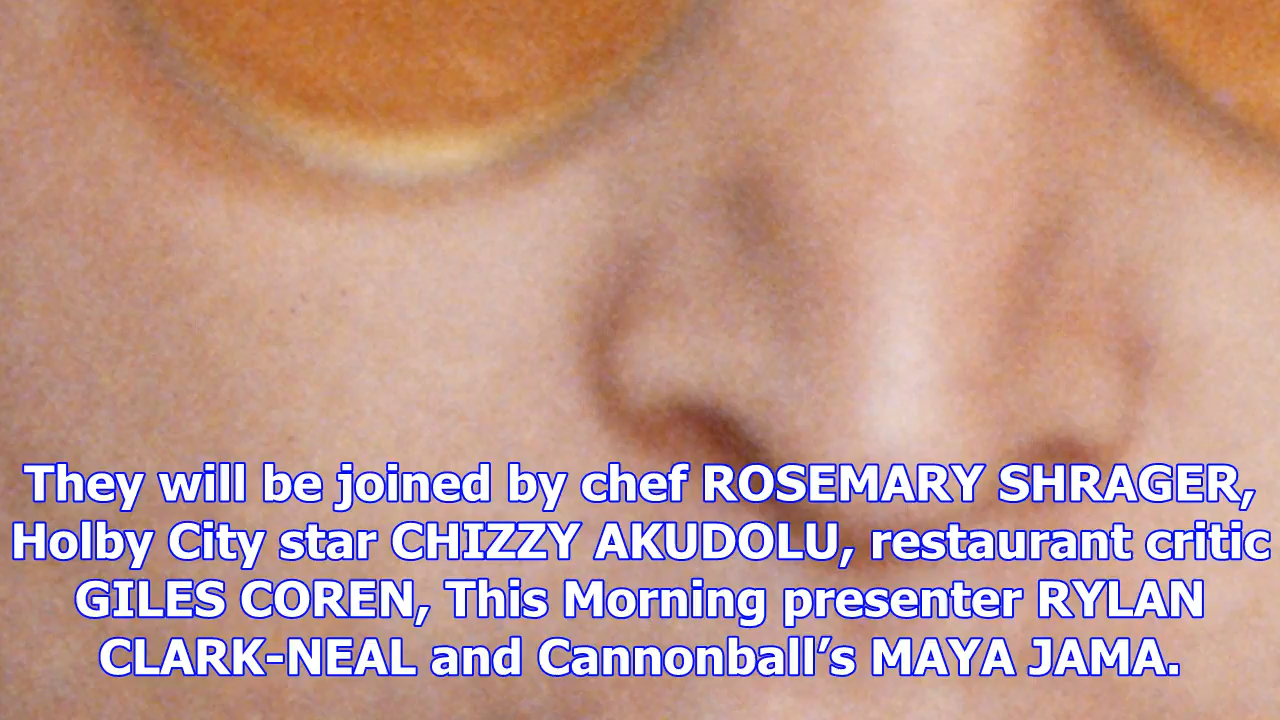 They will be joined by chef ROSEMARY SHRAGER,
Holby City star CHIZZY AKUDOLU, restaurant critic
GILES COREN, This Morning presenter RYLAN
CLARK-NEAL and Cannonball’s MAYA JAMA.